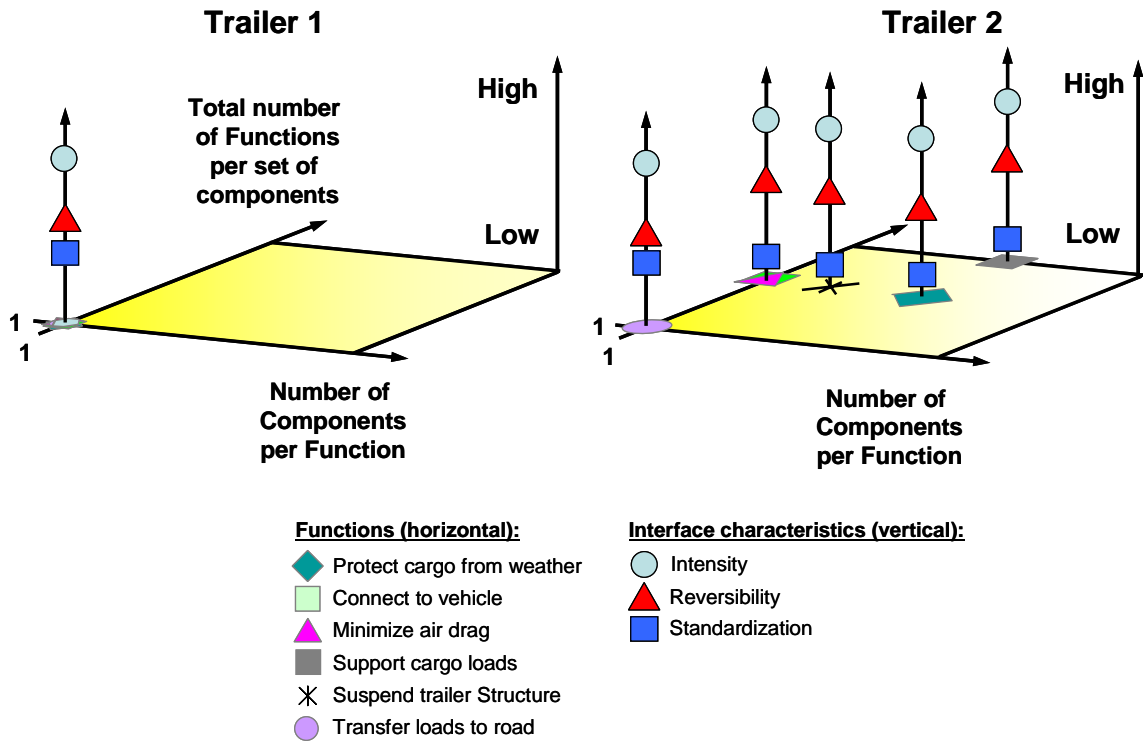 Trailer 1
Total number
of Functions
per set of
components
High
Low
1
1
Number of
Components
per Function
Trailer 2
High
Low
1
1
Number of
Components
per Function
Functions (horizontal):
Protect cargo from weather
Connect to vehicle
Minimize air drag
Support cargo loads
Suspend trailer Structure
Transfer loads to road
Interface characteristics (vertical):
Intensity
Reversibility
Standardization